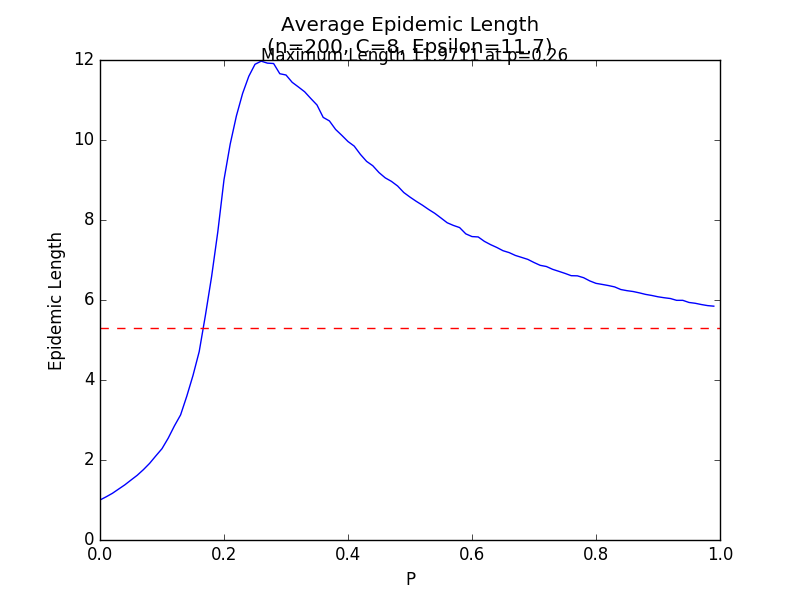 Average Epidemic Length
(n=200, C=8, Epsilon=11.7)
Maximum Length 11.9711 at p=0.26
12
10
8
6
4
2
0
Epidemic Length
0.0 0.2 0.4 0.6 0.8 1.0
P